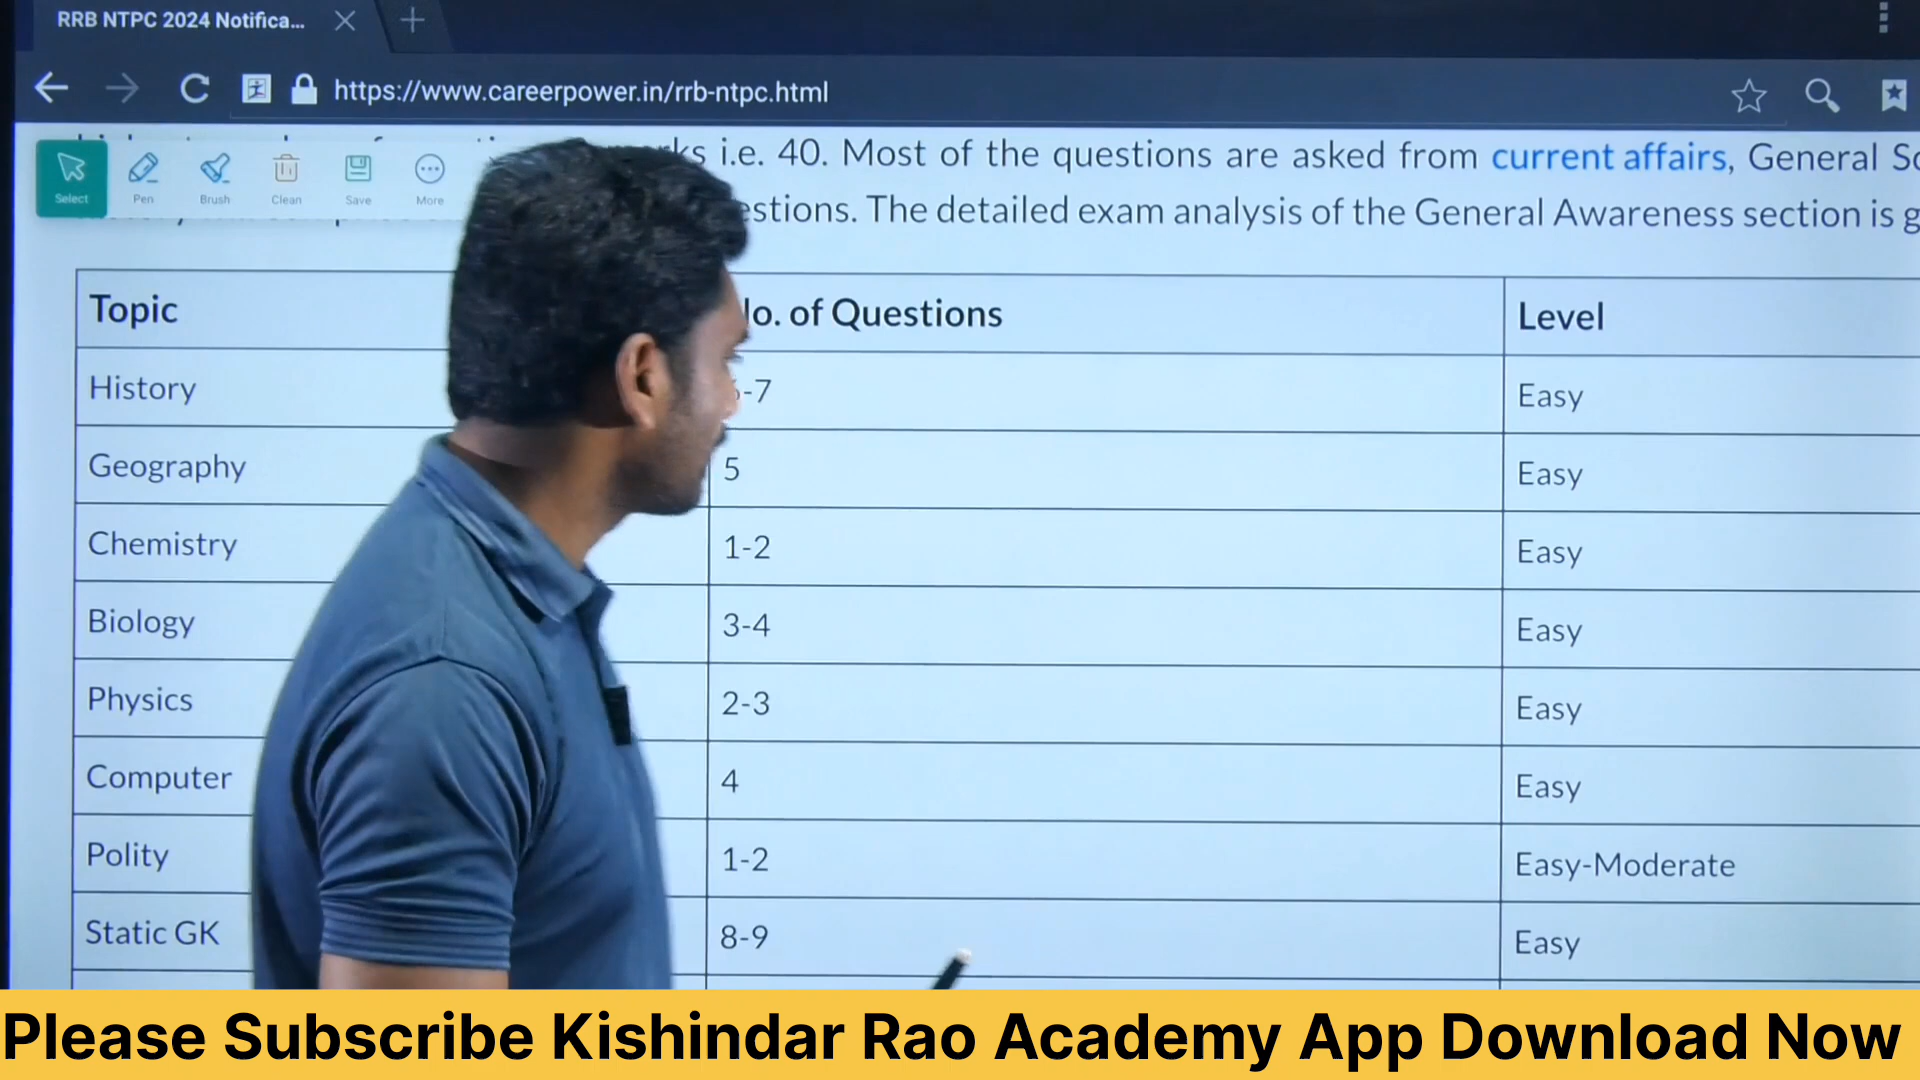 RRB NTPC 2024 Notifica...
https://www.careerpower.in/rrb-ntpc.html
i.e. 40. Most of the questions are asked from current affairs, General
The detailed exam analysis of the General Awareness section is
Select Pen Brush Clean Save More
Topic of Questions Level
History Easy
Geography 5 Easy
Chemistry 1-2 Easy
Biology 3-4 Easy
Physics 2-3 Easy
Computer 4 Easy
Polity 1-2 Easy-Moderate
Static GK 8-9 Easy
Please Subscribe Kishindar Rao Academy App Download Now